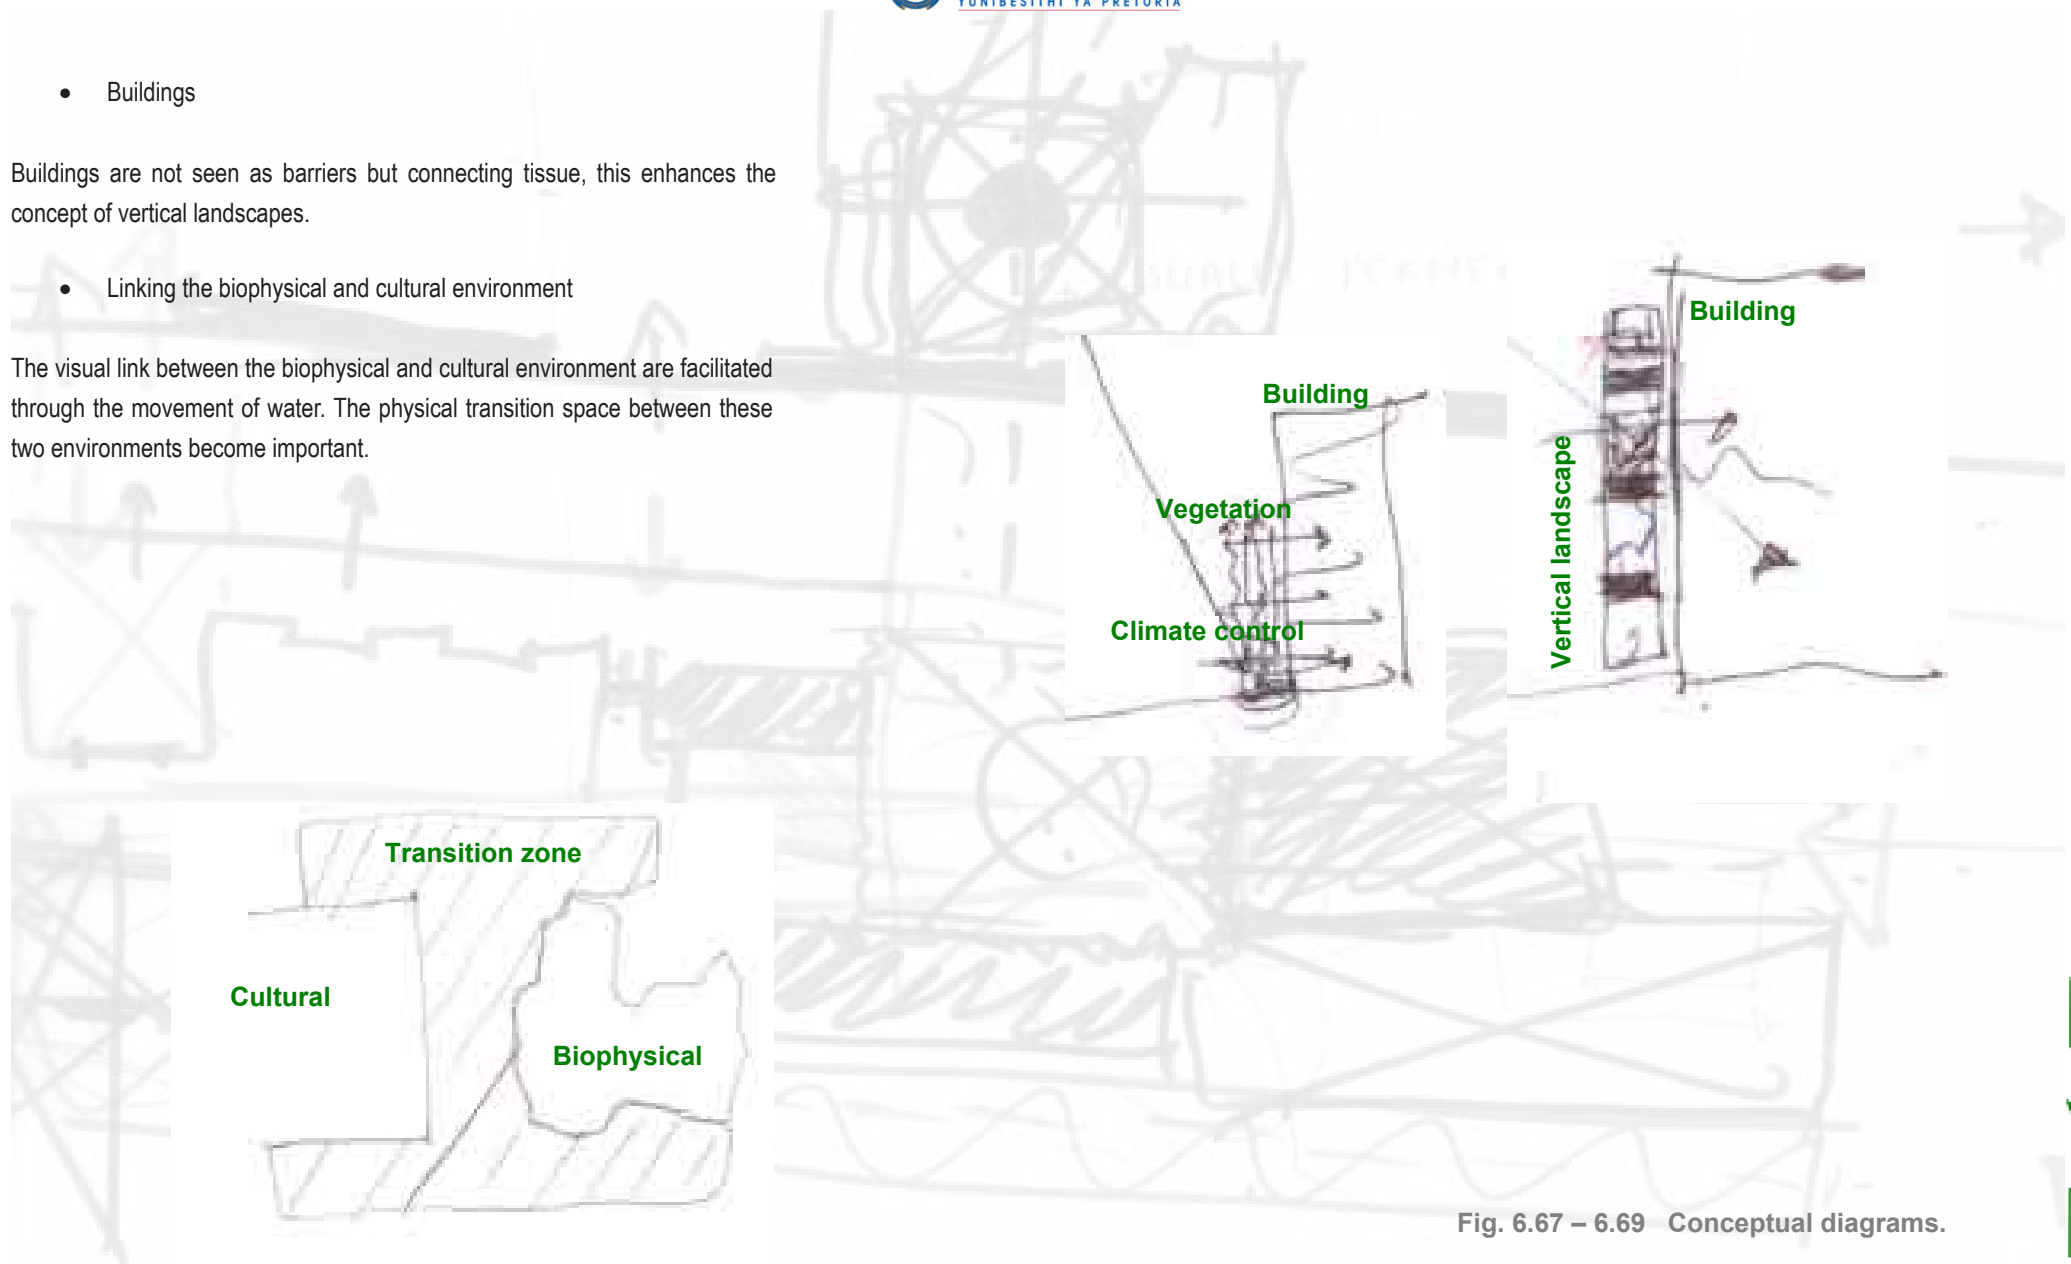 YUNIBESITHI YA PRETORIA
• Buildings
Buildings are not seen as barriers but connecting tissue, this enhances the
concept of vertical landscapes.
• Linking the biophysical and cultural environment
The visual link between the biophysical and cultural environment are facilitated
through the movement of water. The physical transition space between these
two environments become important.
Building
Vegetation
Climate control
Building
Vertical landscape
Transition zone
Cultural
Biophysical
Fig. 6.67 – 6.69 Conceptual diagrams.